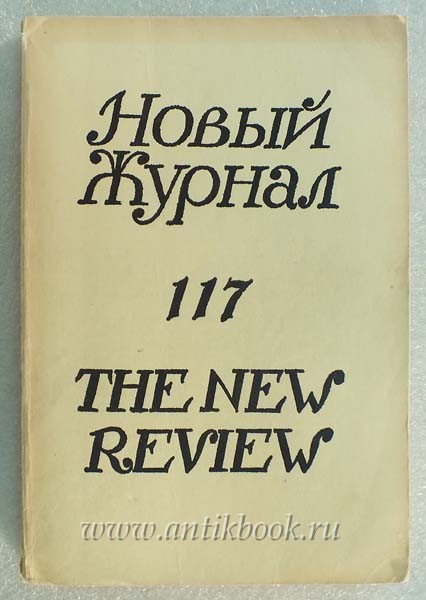 Новый
Журнал
117
THE NEW
REVIEW
www.antikbook.ru